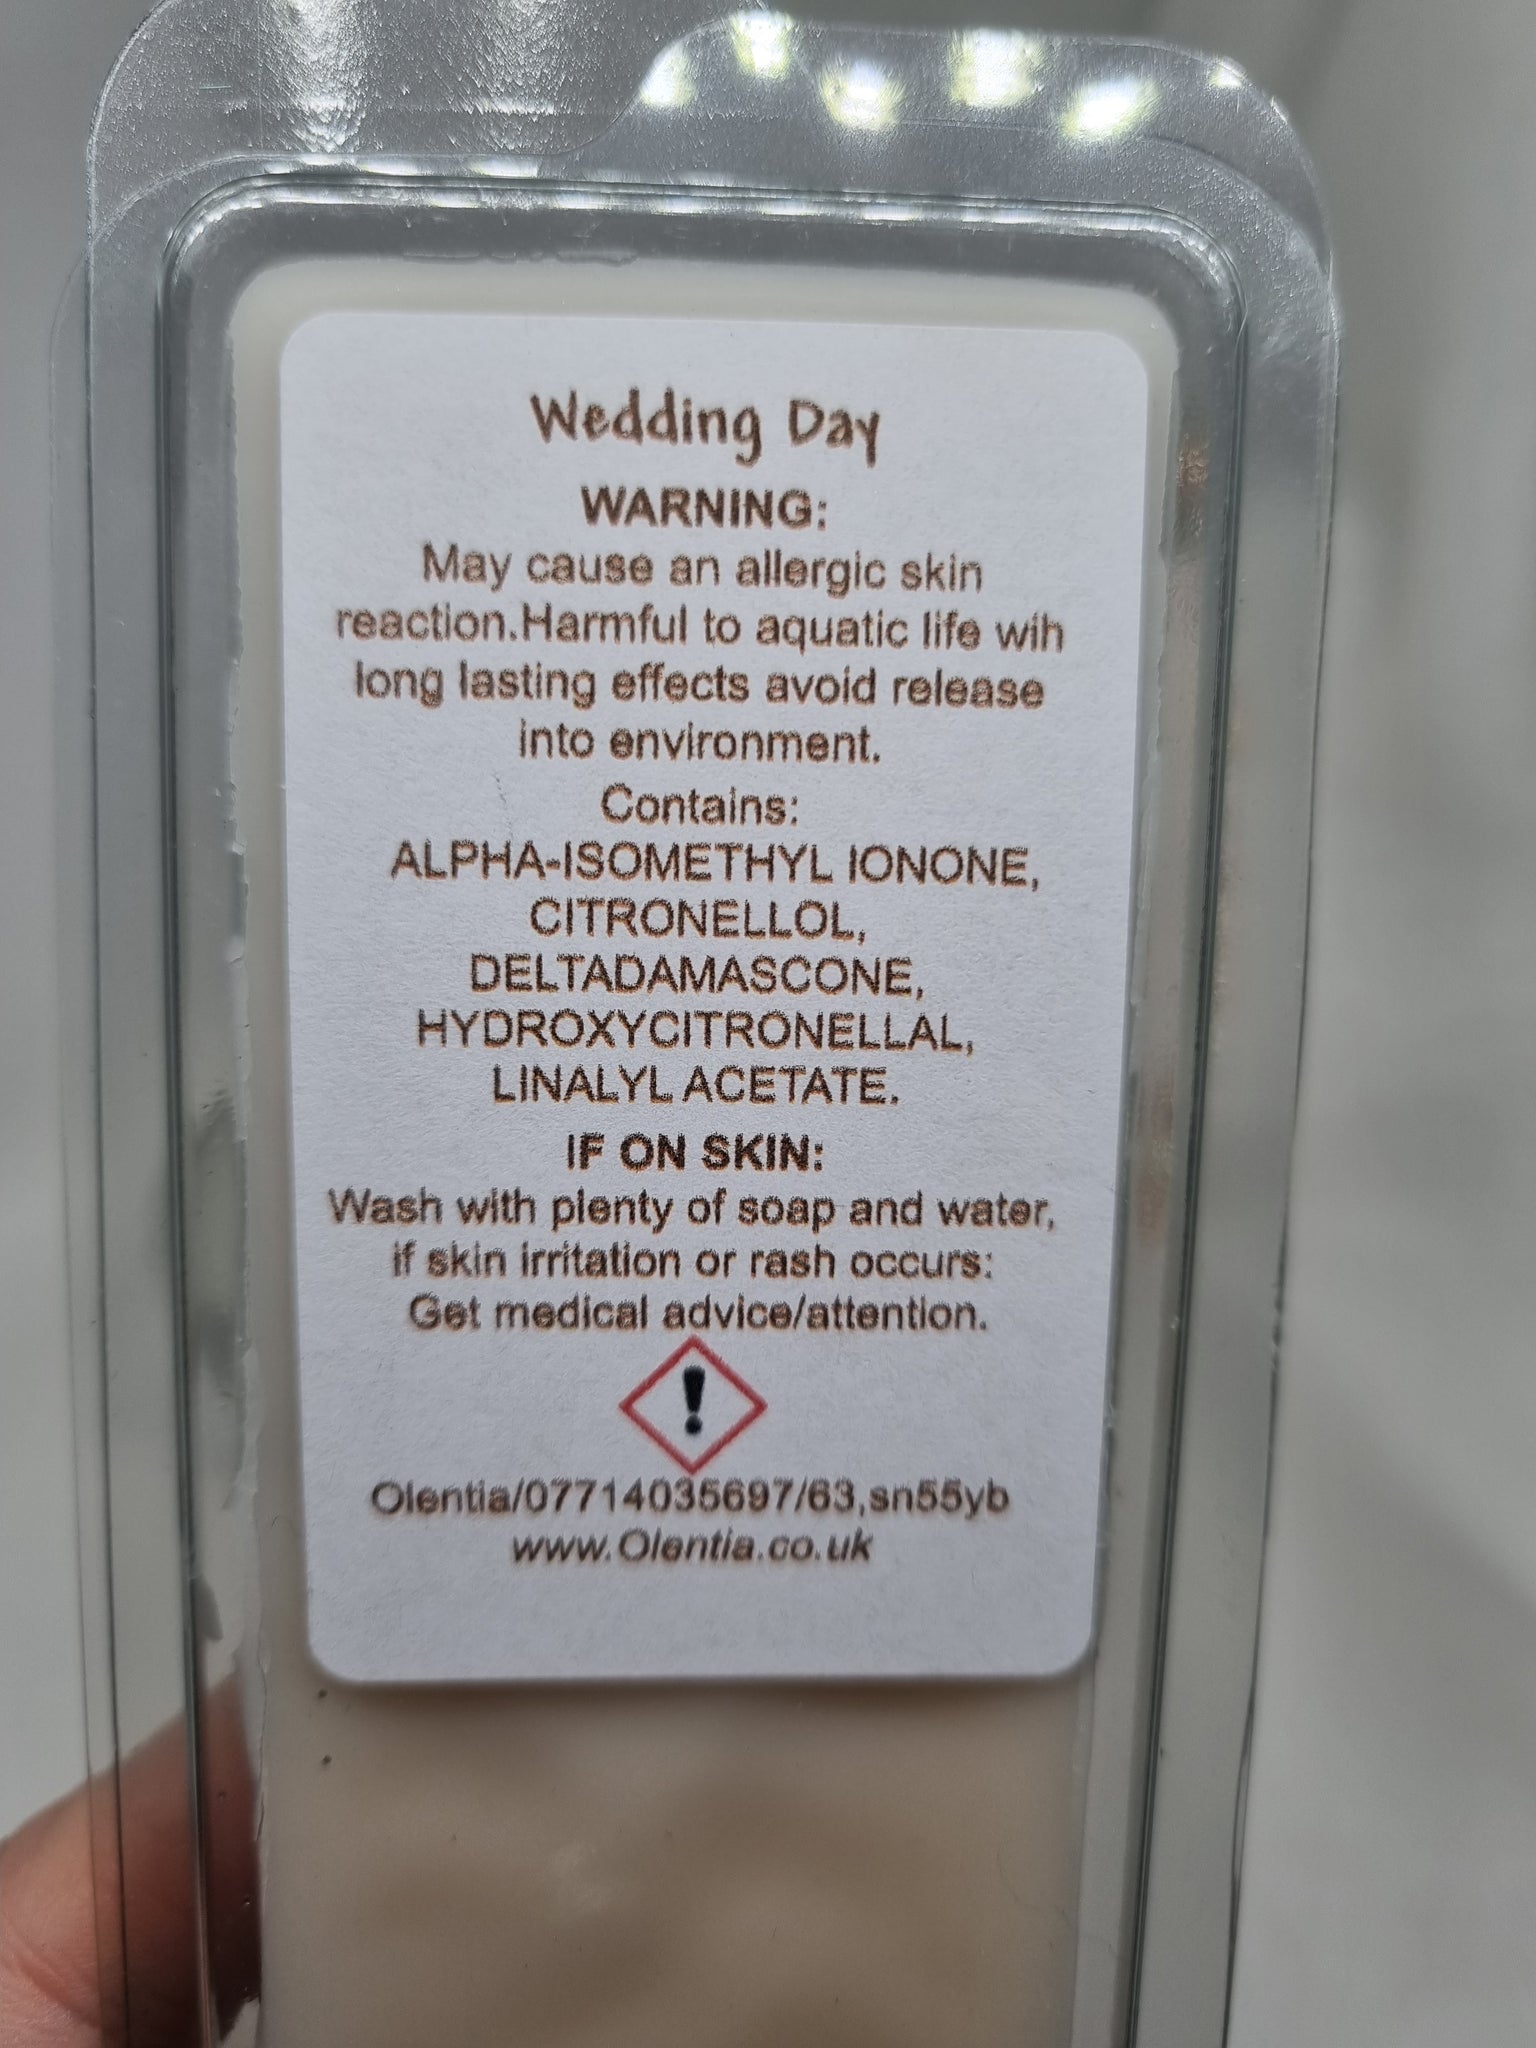 Wedding Day
WARNING:
May cause an allergic skin
reaction.Harmful to aquatic life wih
long lasting effects avoid release
into environment.
Contains:
ALPHA-ISOMETHYL IONONE,
CITRONELLOL,
DELTADAMASCONE,
HYDROXYCITRONELLAL,
LINALYL ACETATE.
IF ON SKIN:
Wash with plenty of soap and water,
if skin irritation or rash occurs:
Get medical advice/attention.
!
Olentia/07714035697/63,sn55yb
www.Olentia.co.uk